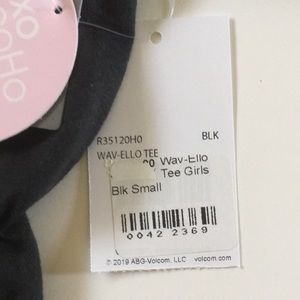 XO
OHO
R35120H0 BLK
WAV-ELLO TEE
00 Wav-Ello
Tee Girls
Blk Small
0042 2369
© 2019 ABG-Volcom, LLC volcom.com